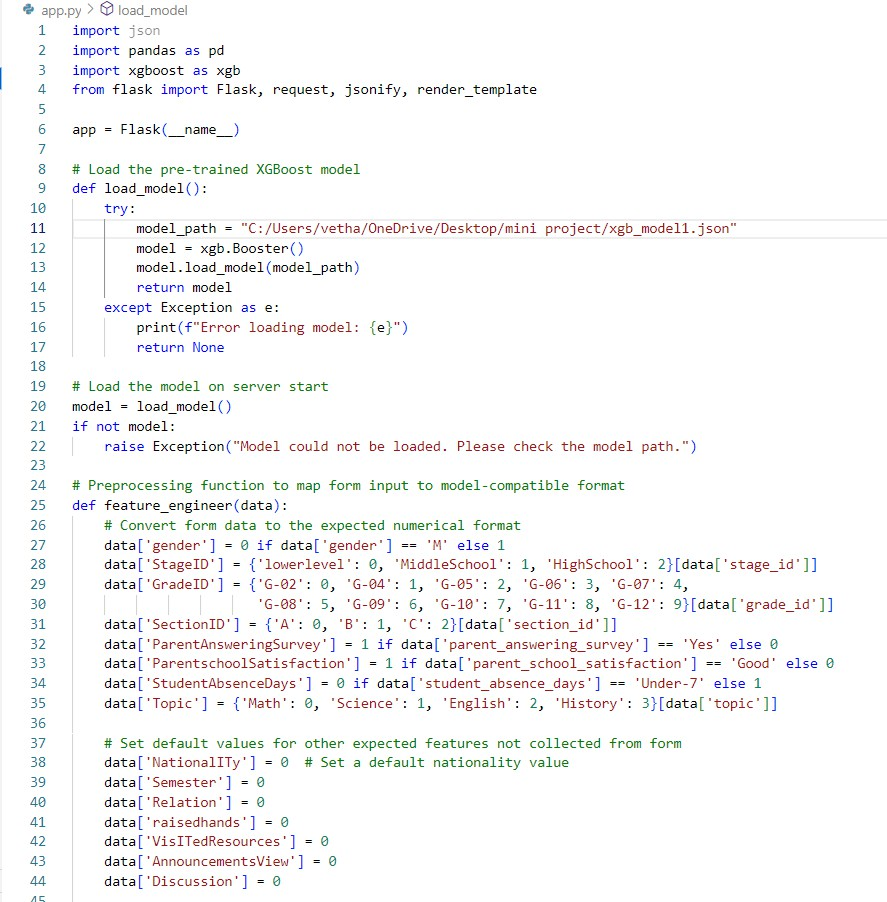 app.py > load_model
1 import json
2 import pandas as pd
3 import xgboost as xgb
4 from flask import Flask, request, jsonify, render_template
5
6 app = Flask(__name__)
7
8 # Load the pre-trained XGBoost model
9 def load_model():
10     try:
11         model_path = "C:/Users/vetha/OneDrive/Desktop/mini project/xgb_model1.json"
12         model = xgb.Booster()
13         model.load_model(model_path)
14         return model
15     except Exception as e:
16         print(f"Error loading model: {e}")
17         return None
18
19 # Load the model on server start
20 model = load_model()
21 if not model:
22     raise Exception("Model could not be loaded. Please check the model path.")
23
24 # Preprocessing function to map form input to model-compatible format
25 def feature_engineer(data):
26     # Convert form data to the expected numerical format
27     data['gender'] = 0 if data['gender'] == 'M' else 1
28     data['StageID'] = {'lowerlevel': 0, 'MiddleSchool': 1, 'HighSchool': 2}[data['stage_id']]
29     data['GradeID'] = {'G-02': 0, 'G-04': 1, 'G-05': 2, 'G-06': 3, 'G-07': 4,
30                        'G-08': 5, 'G-09': 6, 'G-10': 7, 'G-11': 8, 'G-12': 9}[data['grade_id']]
31     data['SectionID'] = {'A': 0, 'B': 1, 'C': 2}[data['section_id']]
32     data['ParentAnsweringSurvey'] = 1 if data['parent_answering_survey'] == 'Yes' else 0
33     data['ParentschoolSatisfaction'] = 1 if data['parent_school_satisfaction'] == 'Good' else 0
34     data['StudentAbsenceDays'] = 0 if data['student_absence_days'] == 'Under-7' else 1
35     data['Topic'] = {'Math': 0, 'Science': 1, 'English': 2, 'History': 3}[data['topic']]
36
37     # Set default values for other expected features not collected from form
38     data['NationalITy'] = 0  # Set a default nationality value
39     data['Semester'] = 0
40     data['Relation'] = 0
41     data['raisedhands'] = 0
42     data['VisITedResources'] = 0
43     data['AnnouncementsView'] = 0
44     data['Discussion'] = 0
45